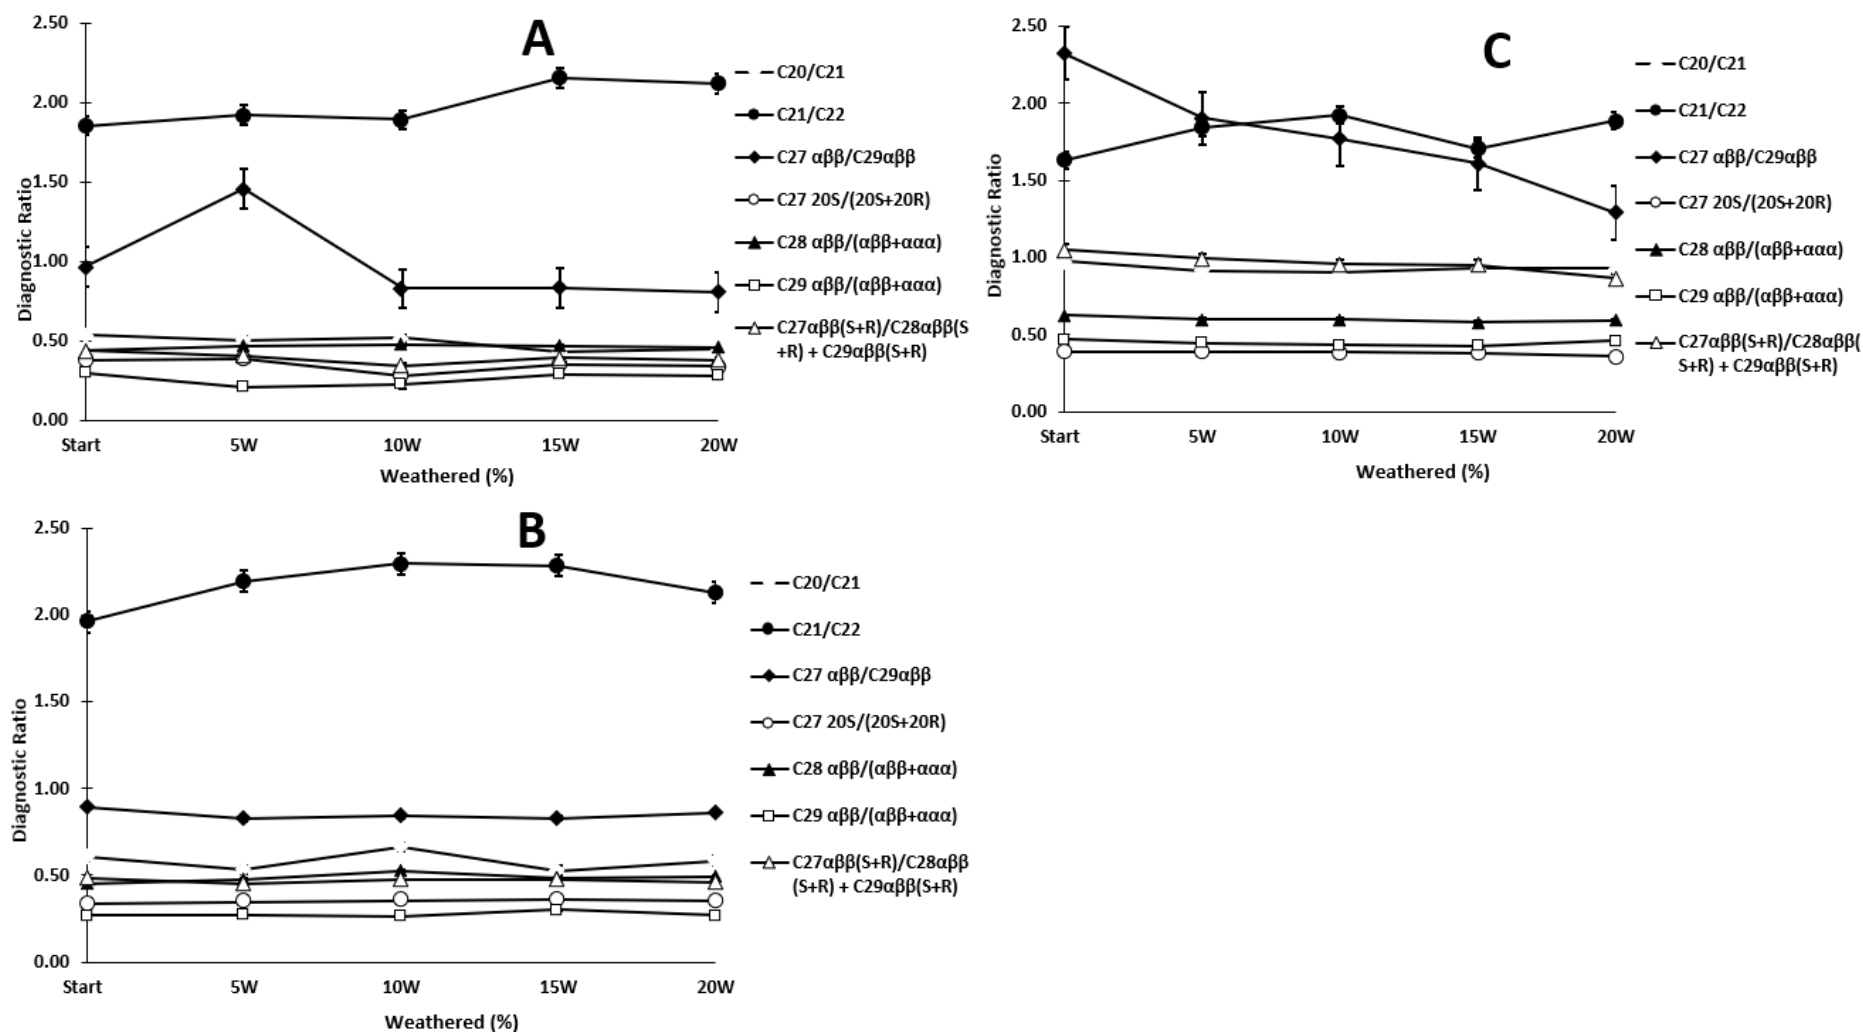 A
2.50
2.00
1.50
1.00
0.50
0.00
Diagnostic Ratio
Start 5W 10W 15W 20W
Weathered (%)
C20/C21
C21/C22
C27 αββ/C29αββ
C27 20S/(20S+20R)
C28 αββ/(αββ+ααα)
C29 αββ/(αββ+ααα)
C27αββ(S+R)/C28αββ(S
+R) + C29αββ(S+R)
C
2.50
2.00
1.50
1.00
0.50
0.00
Diagnostic Ratio
Start 5W 10W 15W 20W
Weathered (%)
C20/C21
C21/C22
C27 αββ/C29αββ
C27 20S/(20S+20R)
C28 αββ/(αββ+ααα)
C29 αββ/(αββ+ααα)
C27αββ(S+R)/C28αββ(
S+R) + C29αββ(S+R)
B
2.50
2.00
1.50
1.00
0.50
0.00
Diagnostic Ratio
Start 5W 10W 15W 20W
Weathered (%)
C20/C21
C21/C22
C27 αββ/C29αββ
C27 20S/(20S+20R)
C28 αββ/(αββ+ααα)
C29 αββ/(αββ+ααα)
C27αββ(S+R)/C28αββ
(S+R) + C29αββ(S+R)